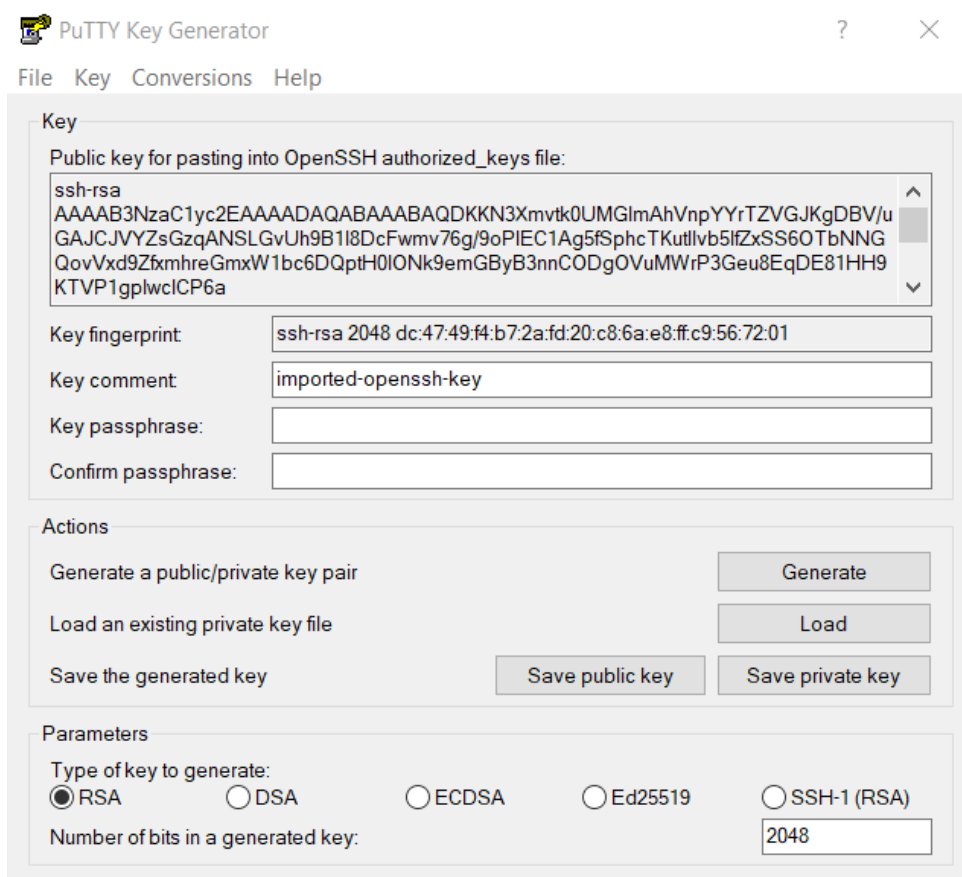 PuTTY Key Generator
File Key Conversions Help
Key
Public key for pasting into OpenSSH authorized_keys file:
ssh-rsa
AAAAB3NzaC1yc2EAAAADAQABAAABAQDKKN3Xmvtk0UMGlmAhVnpYYrTZVGJKgDBV/u
GAJCJVYZsGzqANSLGvUh9B1l8DcFwmv76g/9oPIEC1Ag5fSphcTKutllvb5lfZxSS6OTbNNG
QovVxd9ZfxmhreGmxW1bc6DQptH0lONk9emGByB3nnCODgOVuMWrP3Geu8EqDE81HH9
KTVP1gplwclCP6a
Key fingerprint: ssh-rsa 2048 dc:47:49:f4:b7:2a:fd:20:c8:6a:e8:ff:c9:56:72:01
Key comment: imported-openssh-key
Key passphrase:
Confirm passphrase:
Actions
Generate a public/private key pair Generate
Load an existing private key file Load
Save the generated key Save public key Save private key
Parameters
Type of key to generate:
RSA DSA ECDSA Ed25519 SSH-1 (RSA)
Number of bits in a generated key: 2048